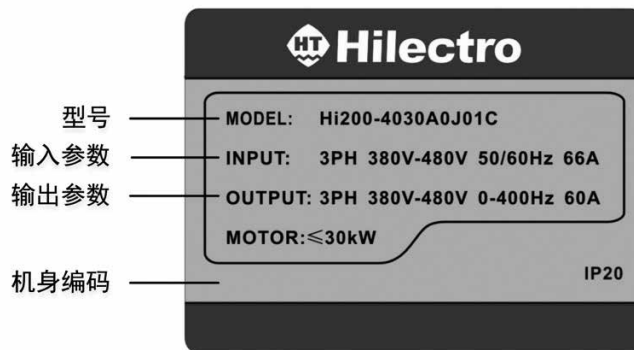 HT Hilectro
型号 MODEL: Hi200-4030A0J01C
输入参数 INPUT: 3PH 380V-480V 50/60Hz 66A
输出参数 OUTPUT: 3PH 380V-480V 0-400Hz 60A
MOTOR:≤30kW
IP20
机身编码